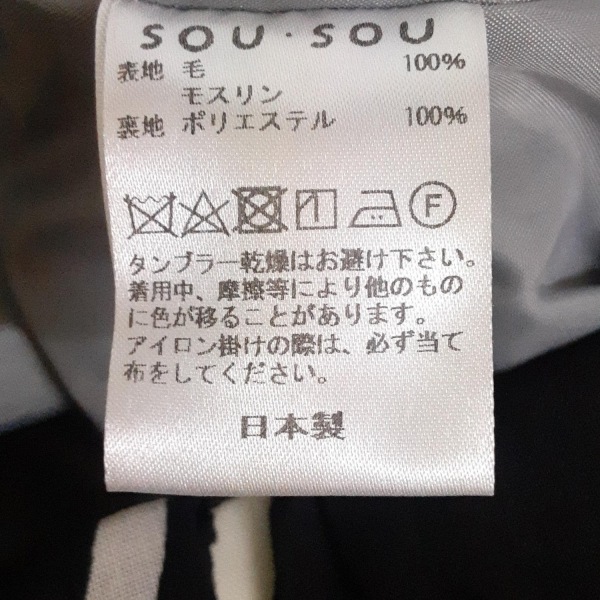 SOU・SOU
表地 毛 100%
モスリン
裏地 ポリエステル 100%
F
タンブラー乾燥はお避け下さい。
着用中、摩擦等により他のもの
に色が移ることがあります。
アイロン掛けの際は、必ず当て
布をしてください。
日本製